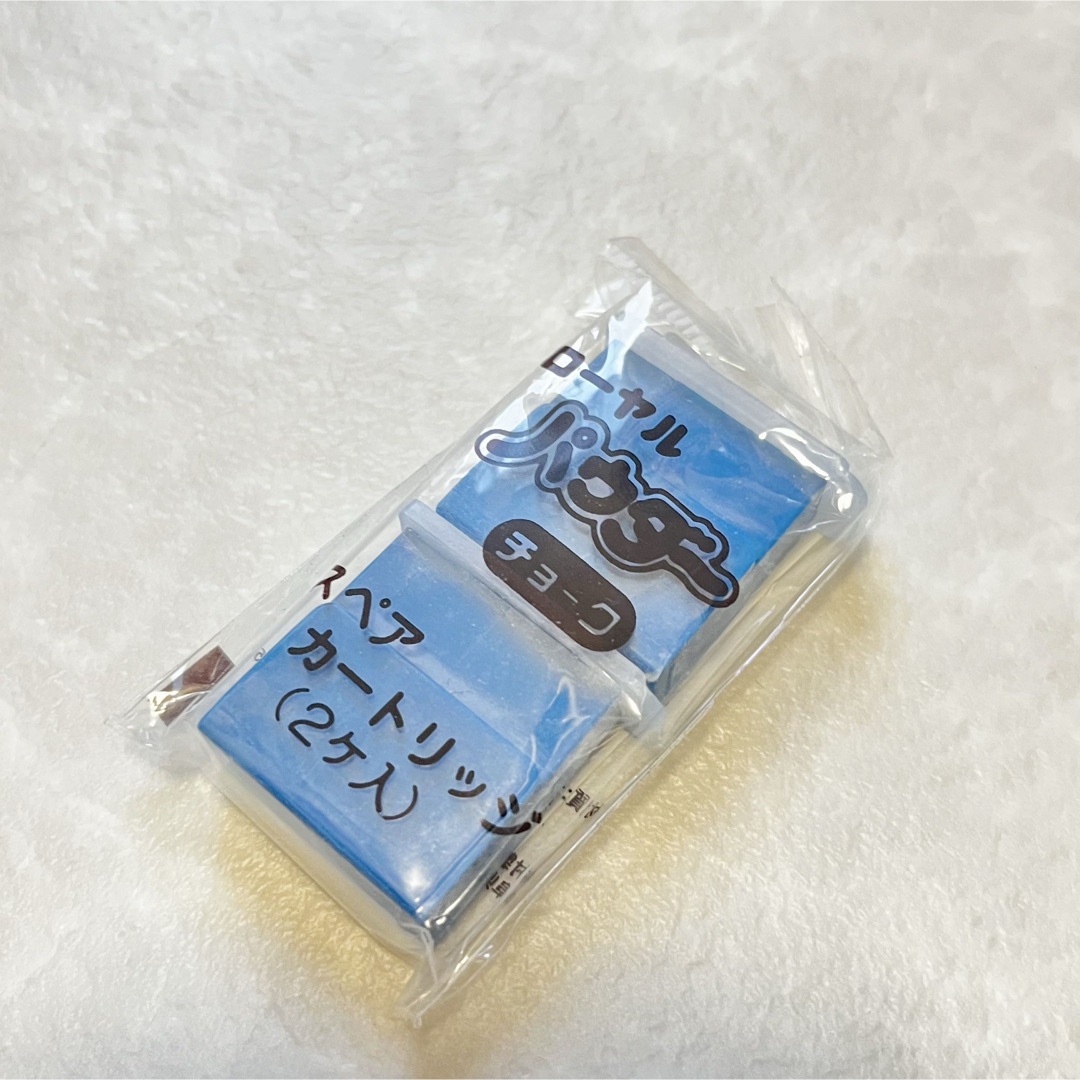 ローヤル
パウダー
チョーク
スペア
カートリッジ
(2ケ入)